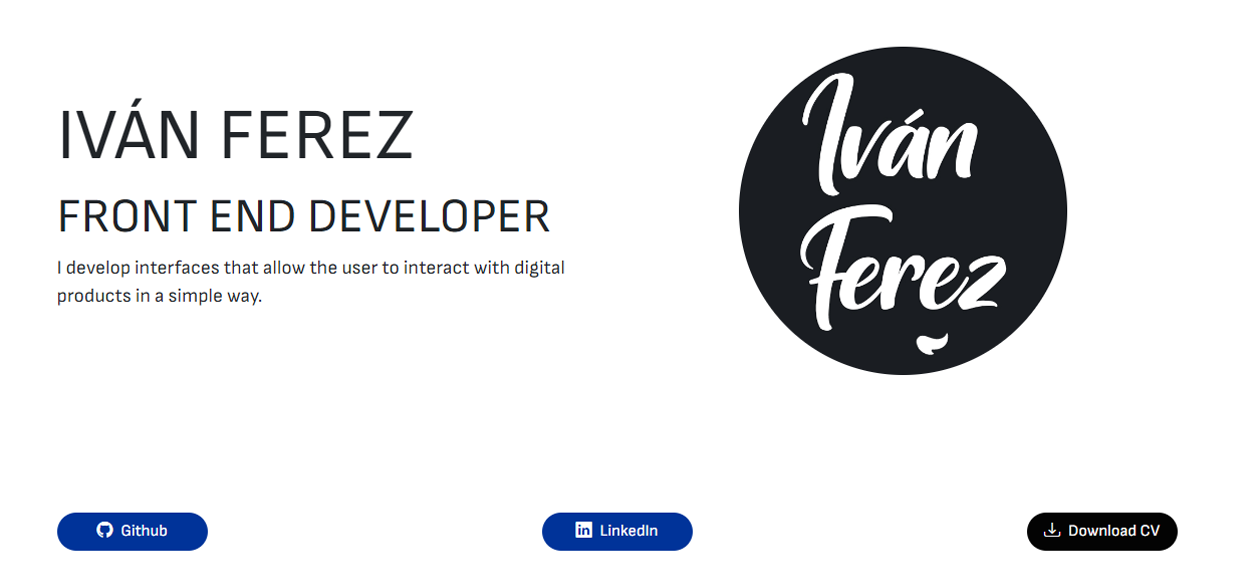 IVÁN FEREZ
FRONT END DEVELOPER
I develop interfaces that allow the user to interact with digital
products in a simple way.
Iván
Ferez
Github
LinkedIn
Download CV